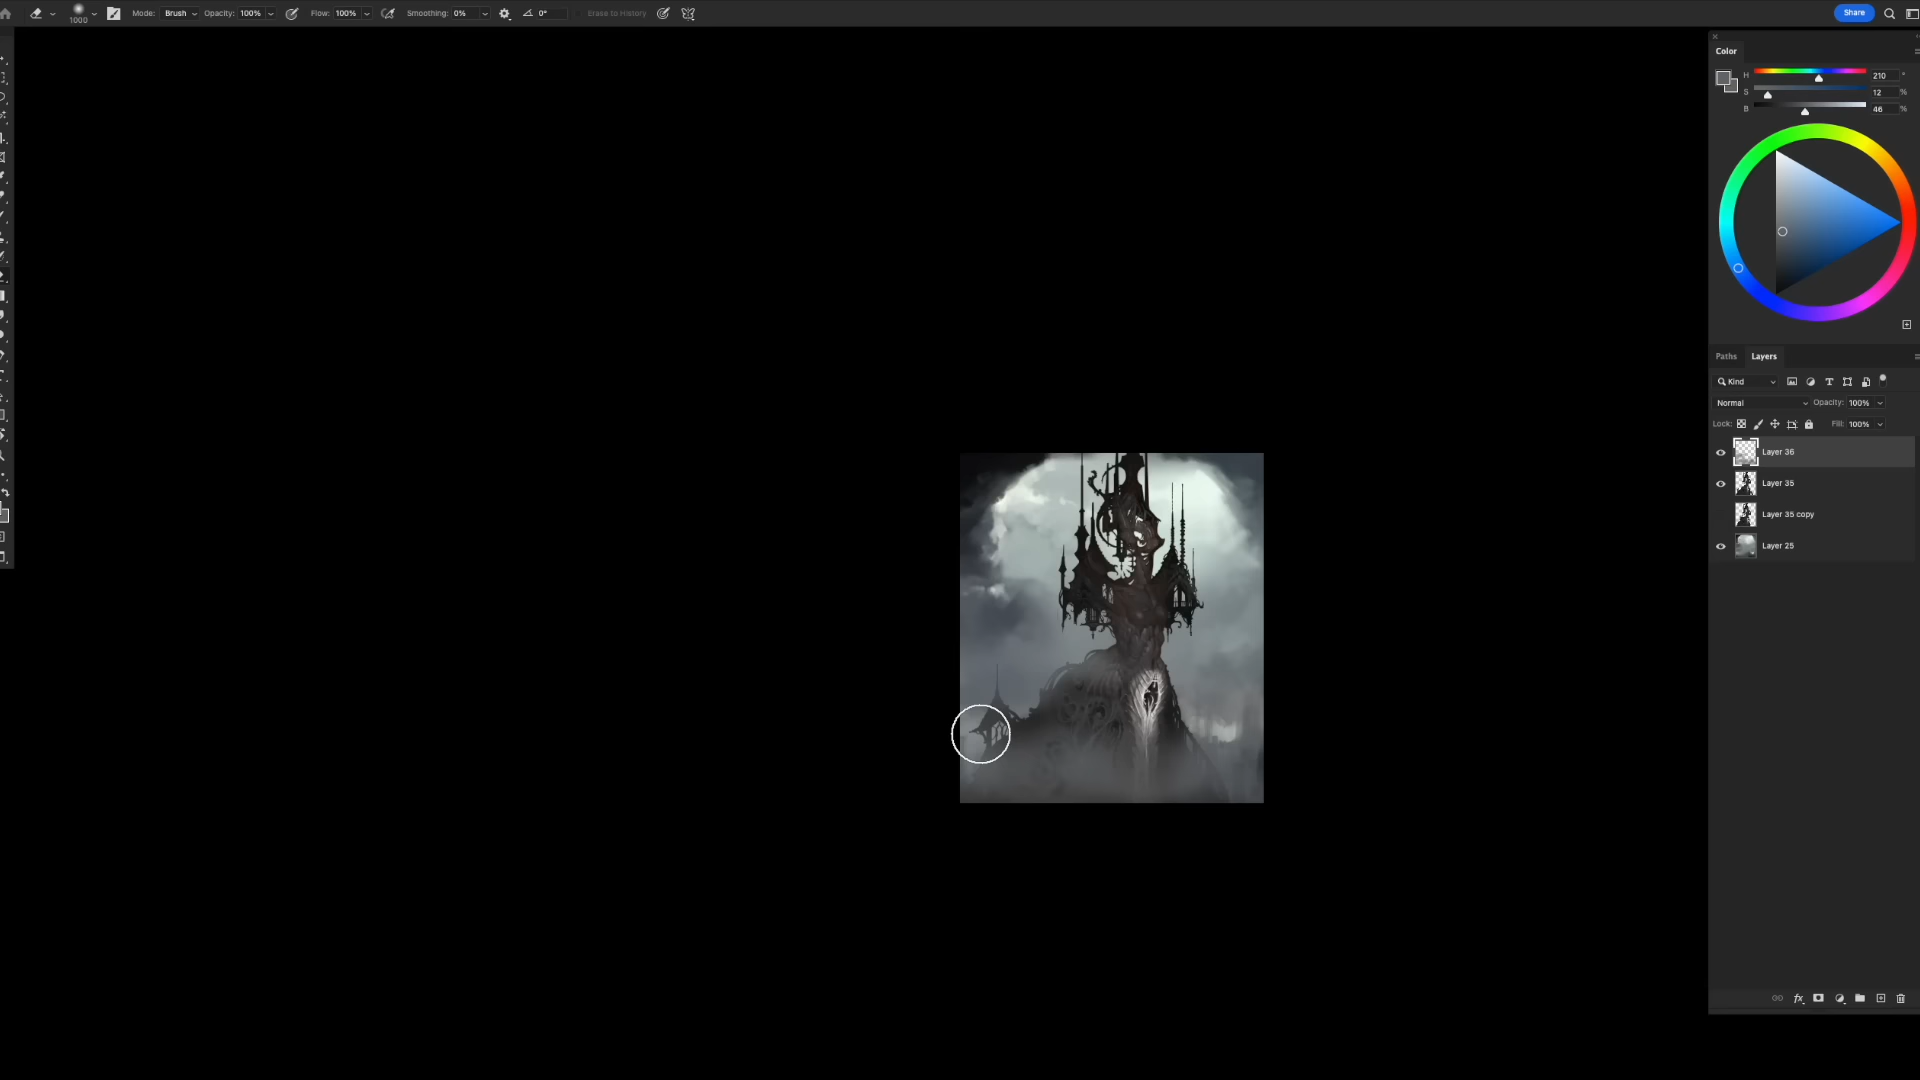 1000 Mode: Brush Opacity: 100% Flow: 100% Smoothing: 0% 0° Erase to History Share
Color
H 210 °
S 12 %
B 46 %
Paths Layers
Kind
Normal Opacity: 100%
Lock: Fill: 100%
Layer 36
Layer 35
Layer 35 copy
Layer 25
fx